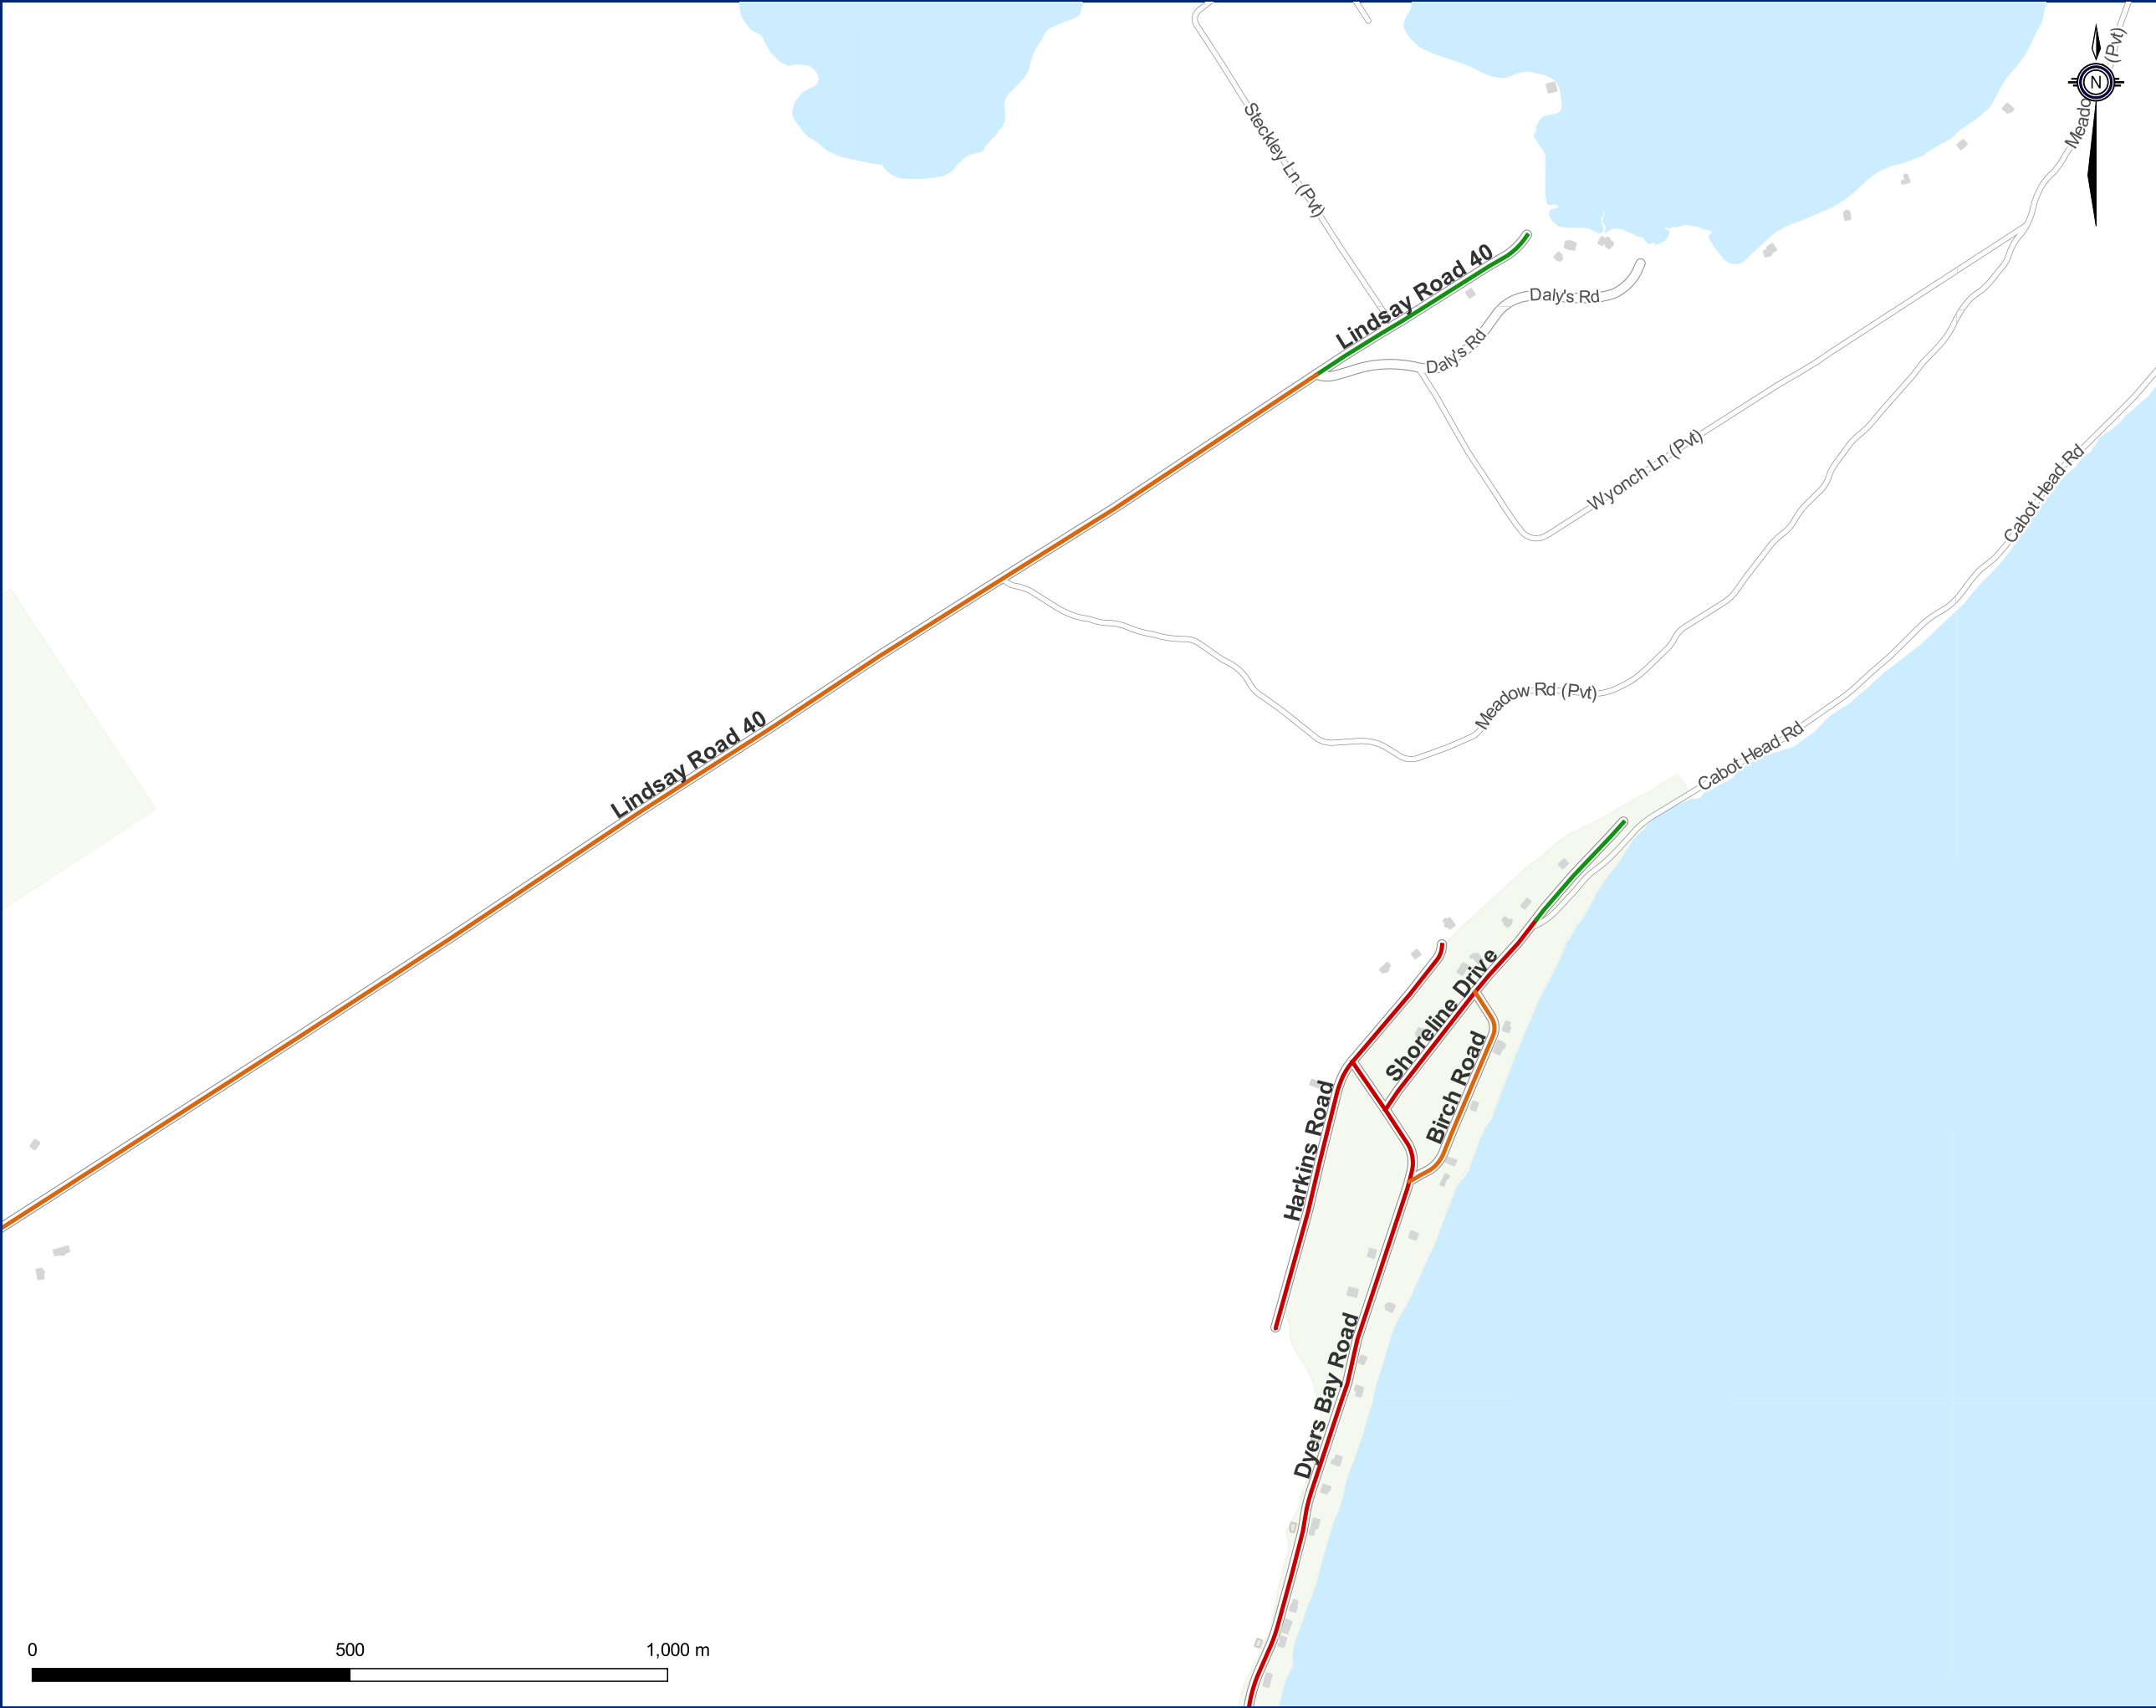 (Pvt)
N
Meado
Steckley Ln (Pvt)
Lindsay Road 40
Daly's Rd
Daly's Rd
Wyonch Ln (Pvt)
Cabot Head Rd
Meadow Rd (Pvt)
Lindsay Road 40
Cabot Head Rd
Shoreline Drive
Birch Road
Harkins Road
Dyers Bay Road
0 500 1,000 m